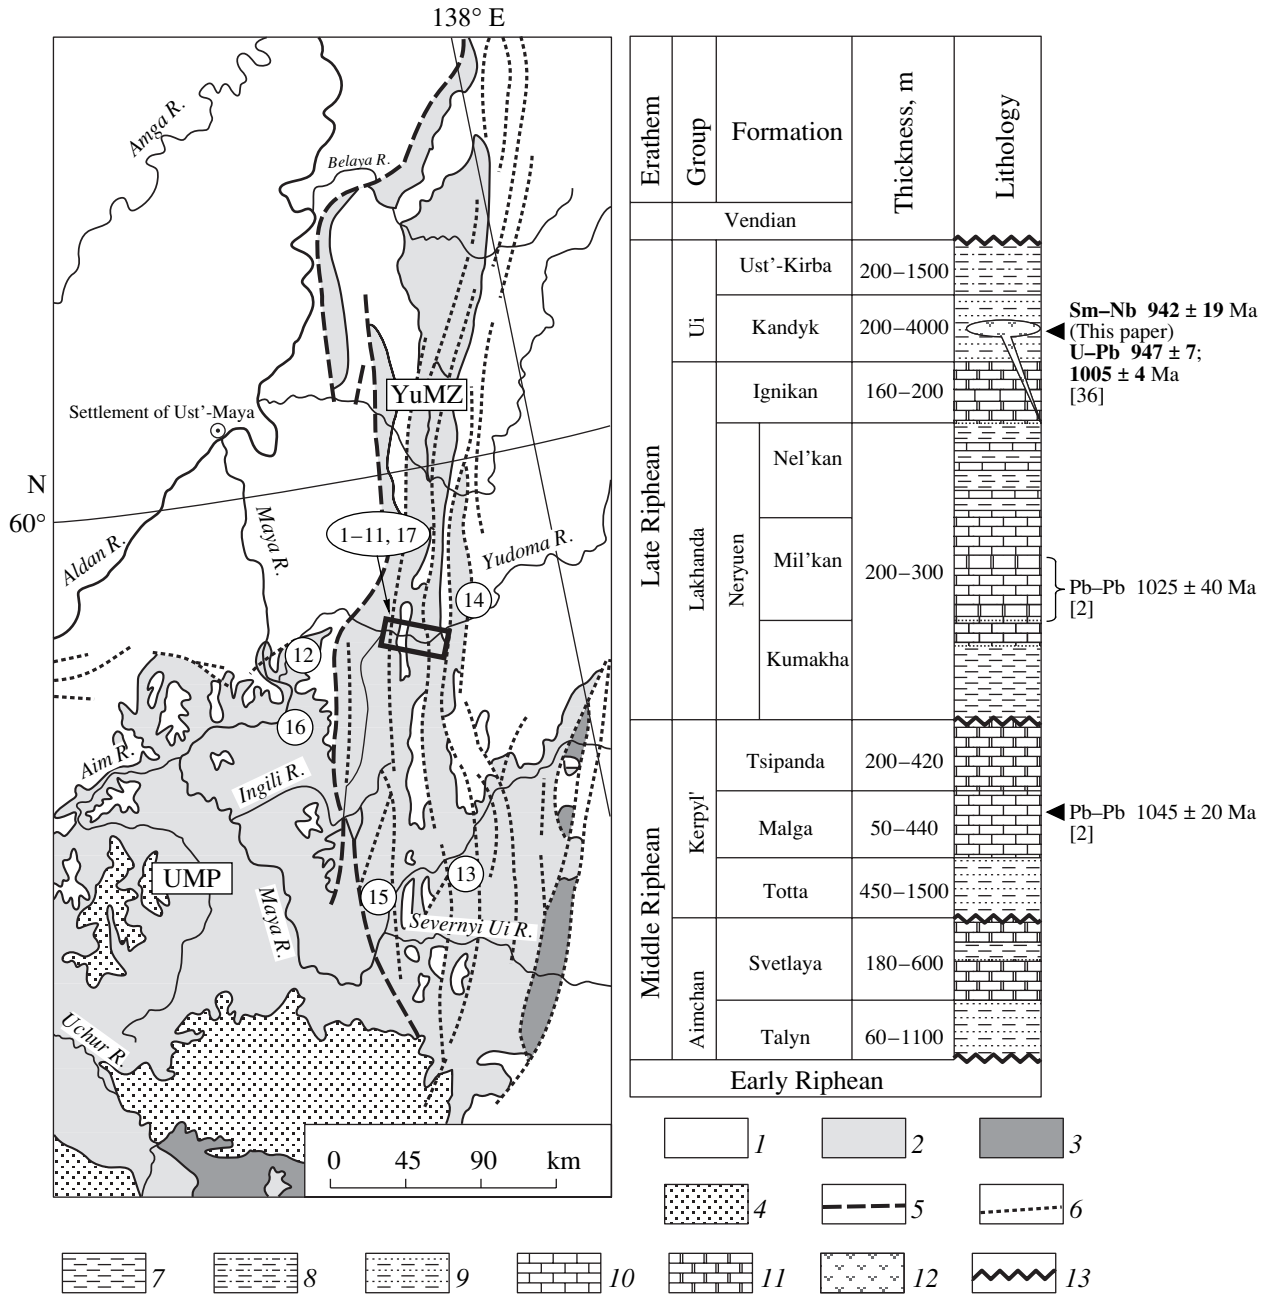 138° E
Amga R.
Belaya R.
YuMZ
Settlement of Ust’-Maya
N
60°
Aldan R.
Maya R.
1–11, 17
Yudoma R.
14
12
16
Aim R.
Ingili R.
UMP
Maya R.
15
13
Severnyi Ui R.
Uchur R.
0 45 90 km
Erathem
Group
Formation
Thickness, m
Lithology
Vendian
Late Riphean
Ui
Ust’-Kirba
200–1500
Kandyk
200–4000
Lakhanda
Ignikan
160–200
Neryuen
Nel’kan
Mil’kan
200–300
Kumakha
Middle Riphean
Kerpyl'
Tsipanda
200–420
Malga
50–440
Totta
450–1500
Aimchan
Svetlaya
180–600
Talyn
60–1100
Early Riphean
Sm–Nb 942 ± 19 Ma
(This paper)
U–Pb 947 ± 7;
1005 ± 4 Ma
[36]
Pb–Pb 1025 ± 40 Ma
[2]
Pb–Pb 1045 ± 20 Ma
[2]
1 2 3
4 5 6
7 8 9 10 11 12 13